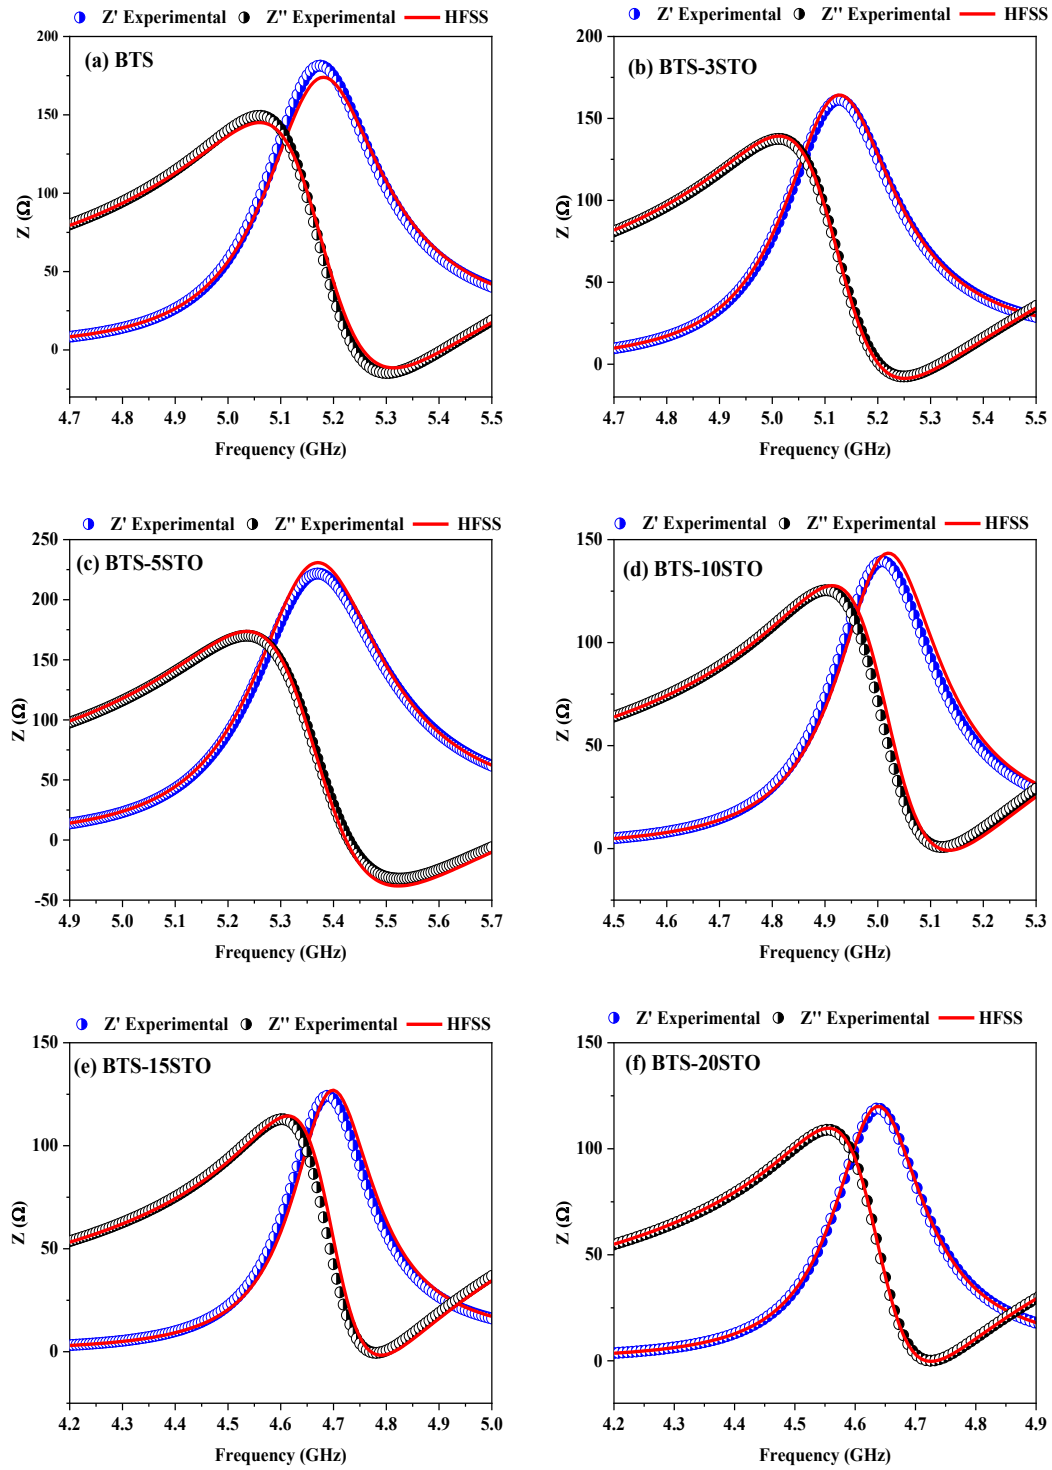 Z' Experimental Z'' Experimental HFSS
(a) BTS
Z (Ω)
200
150
100
50
0
4.7 4.8 4.9 5.0 5.1 5.2 5.3 5.4 5.5
Frequency (GHz)
Z' Experimental Z'' Experimental HFSS
(b) BTS-3STO
Z (Ω)
200
150
100
50
0
4.7 4.8 4.9 5.0 5.1 5.2 5.3 5.4 5.5
Frequency (GHz)
Z' Experimental Z'' Experimental HFSS
(c) BTS-5STO
Z (Ω)
250
200
150
100
50
0
-50
4.9 5.0 5.1 5.2 5.3 5.4 5.5 5.6 5.7
Frequency (GHz)
Z' Experimental Z'' Experimental HFSS
(d) BTS-10STO
Z (Ω)
150
100
50
0
4.5 4.6 4.7 4.8 4.9 5.0 5.1 5.2 5.3
Frequency (GHz)
Z' Experimental Z'' Experimental HFSS
(e) BTS-15STO
Z (Ω)
150
100
50
0
4.2 4.3 4.4 4.5 4.6 4.7 4.8 4.9 5.0
Frequency (GHz)
Z' Experimental Z'' Experimental HFSS
(f) BTS-20STO
Z (Ω)
150
100
50
0
4.2 4.3 4.4 4.5 4.6 4.7 4.8 4.9
Frequency (GHz)